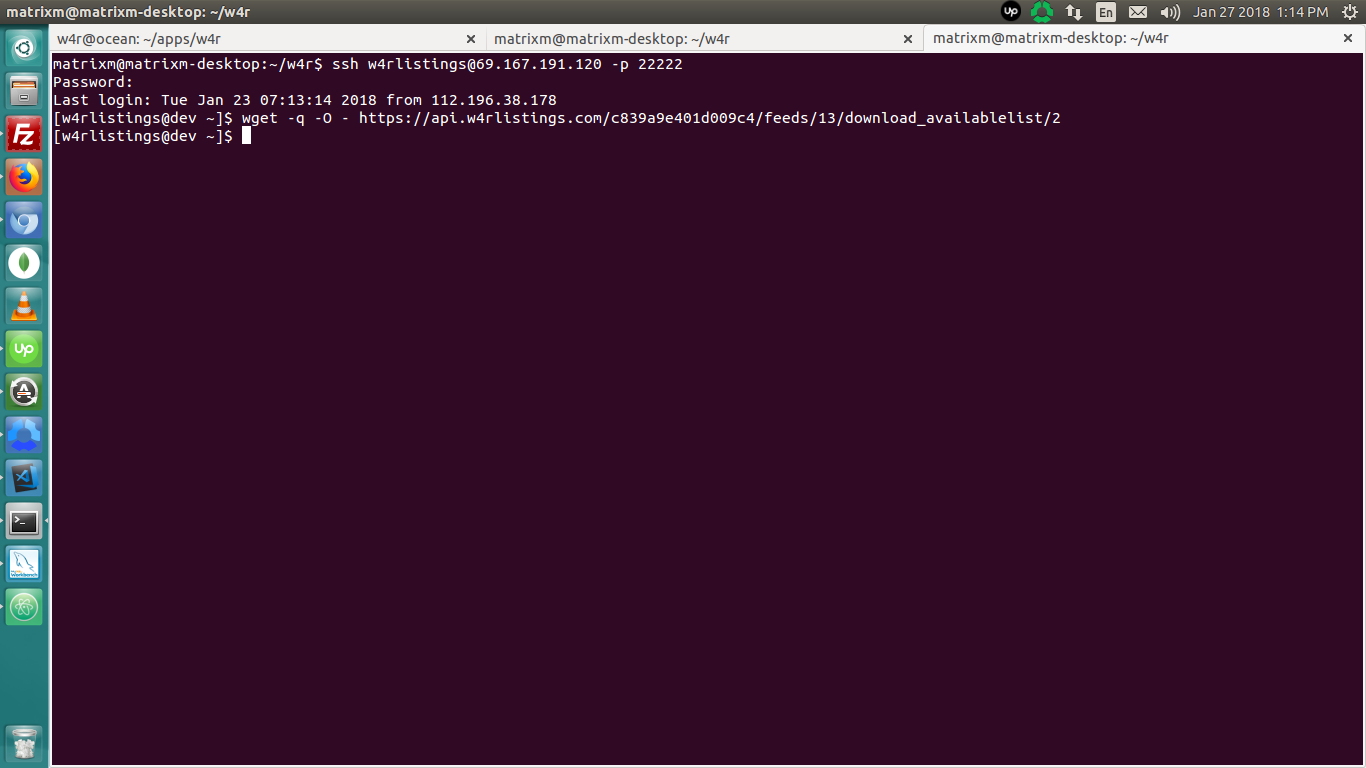 matrixm@matrixm-desktop: ~/w4r
Up
En
Jan 27 2018 1:14 PM
w4r@ocean: ~/apps/w4r
matrixm@matrixm-desktop: ~/w4r
matrixm@matrixm-desktop: ~/w4r
matrixm@matrixm-desktop:~/w4r$ ssh w4rlistings@69.167.191.120 -p 22222
Password:
Last login: Tue Jan 23 07:13:14 2018 from 112.196.38.178
[w4rlistings@dev ~]$ wget -q -O - https://api.w4rlistings.com/c839a9e401d009c4/feeds/13/download_availablelist/2
[w4rlistings@dev ~]$
Fz
Up
>_
Workbench